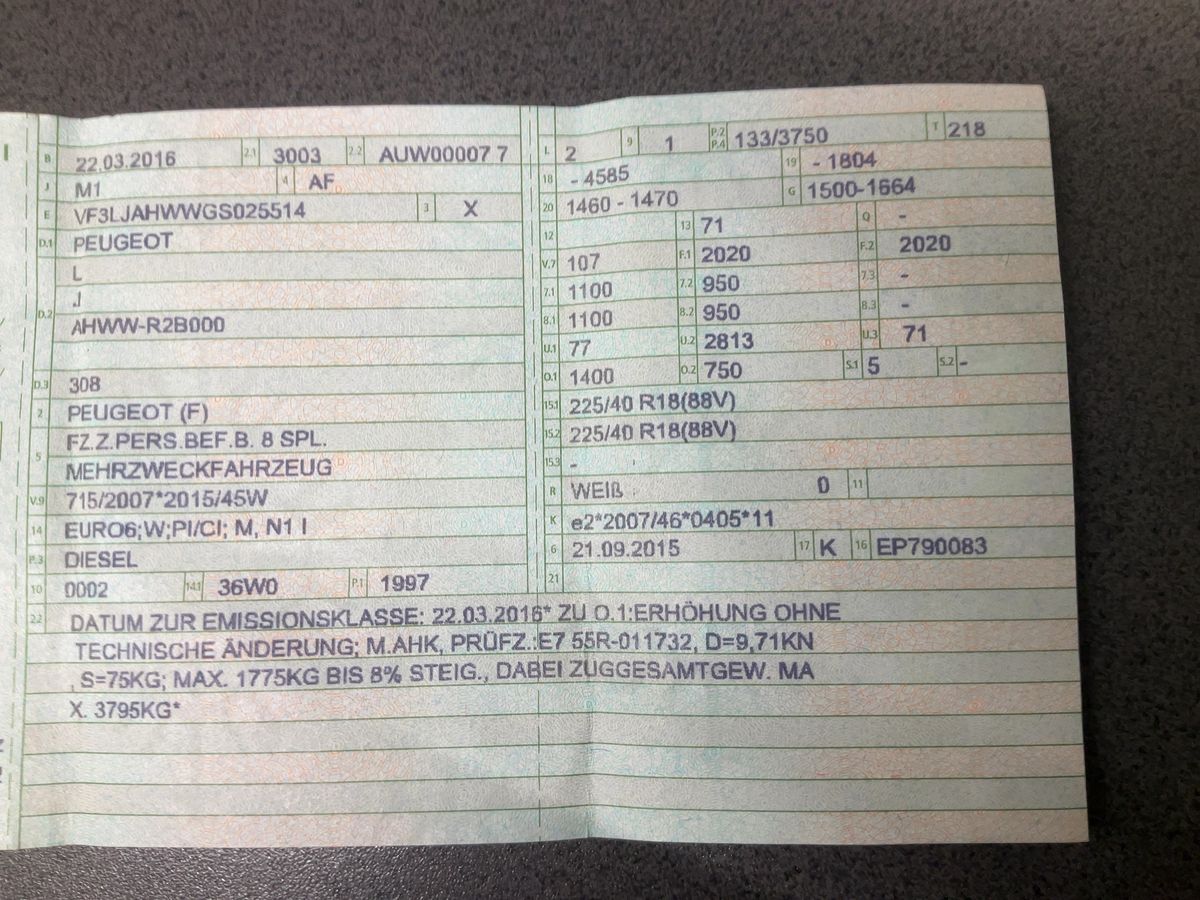 B 22.03.2016 2.1 3003 2.2 AUW00007 7
J M1 4 AF
E VF3LJAHWWGS025514 3 X
D.1 PEUGEOT
L
J
D.2 AHWW-R2B000
D.3 308
2 PEUGEOT (F)
FZ.Z.PERS.BEF.B. 8 SPL.
5 MEHRZWECKFAHRZEUG
V.9 715/2007*2015/45W
14 EURO6;W;PI/CI; M, N1 I
P.3 DIESEL
10 0002 14.1 36W0 P.1 1997
L 2 9 1 P.2 P.4 133/3750 T 218
18 - 4585 19 - 1804
20 1460 - 1470 G 1500-1664
12 13 71 Q -
V.7 107 F.1 2020 F.2 2020
7.1 1100 7.2 950 7.3 -
8.1 1100 8.2 950 8.3 -
U.1 77 U.2 2813 U.3 71
O.1 1400 O.2 750 S.1 5 S.2 -
15.1 225/40 R18(88V)
15.2 225/40 R18(88V)
15.3 -
R WEIß 0 11
K e2*2007/46*0405*11
6 21.09.2015 17 K 16 EP790083
21
22 DATUM ZUR EMISSIONSKLASSE: 22.03.2016* ZU O.1:ERHÖHUNG OHNE
TECHNISCHE ÄNDERUNG; M.AHK, PRÜFZ.:E7 55R-011732, D=9,71KN
, S=75KG; MAX. 1775KG BIS 8% STEIG., DABEI ZUGGESAMTGEW. MA
X. 3795KG*